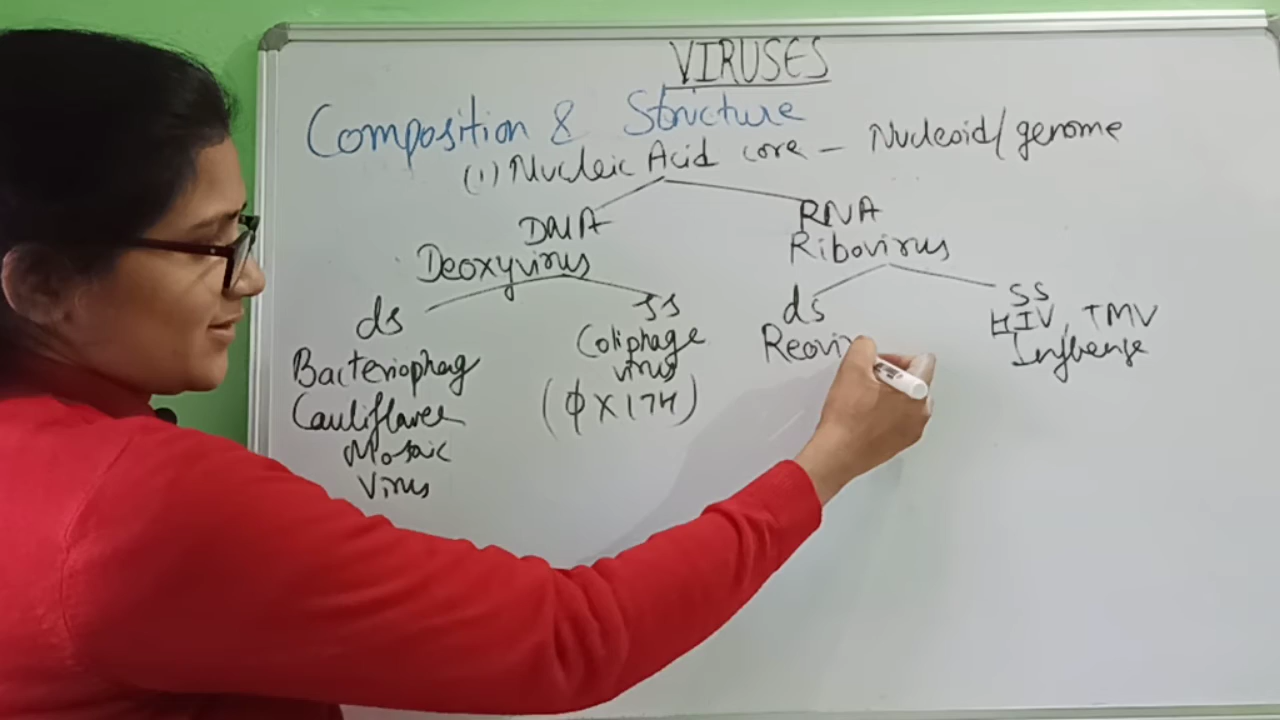 VIRUSES
Composition & Structure
(1) Nucleic Acid core - Nucleoid/genome
DNA
RNA
Deoxyvirus
Ribovirus
ds
ss
ds
ss
Bacteriophag
Cauliflower
Mosaic
Virus
Coliphage
virus
(φ X 174)
Reovi
HIV, TMV